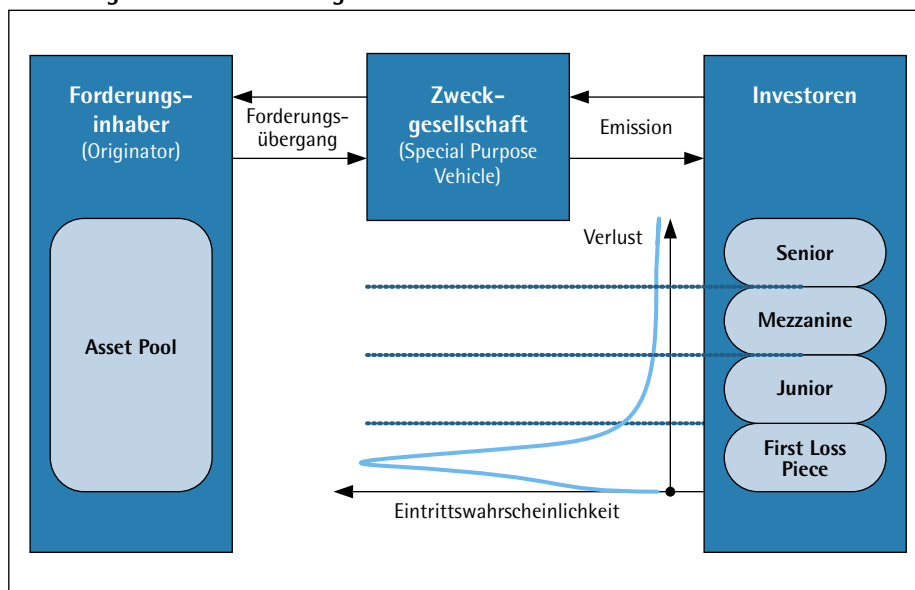 Forderungs-
inhaber
(Originator)
Forderungs-
übergang
Zweck-
gesellschaft
(Special Purpose
Vehicle)
Emission
Investoren
Asset Pool
Verlust
Eintrittswahrscheinlichkeit
Senior
Mezzanine
Junior
First Loss
Piece